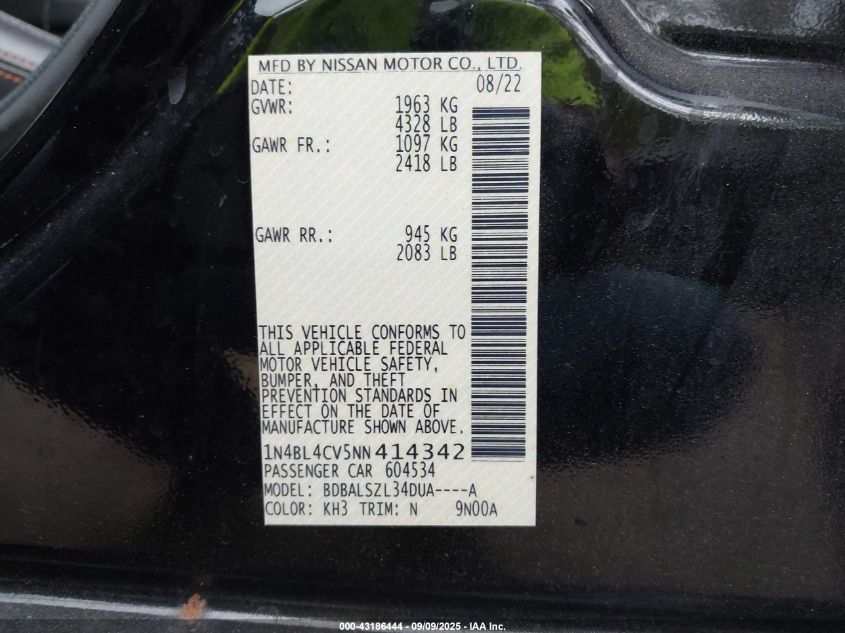 MFD BY NISSAN MOTOR CO., LTD.
DATE: 08/22
GVWR: 1963 KG
4328 LB
GAWR FR.: 1097 KG
2418 LB
GAWR RR.: 945 KG
2083 LB
THIS VEHICLE CONFORMS TO
ALL APPLICABLE FEDERAL
MOTOR VEHICLE SAFETY,
BUMPER, AND THEFT
PREVENTION STANDARDS IN
EFFECT ON THE DATE OF
MANUFACTURE SHOWN ABOVE.
1N4BL4CV5NN414342
PASSENGER CAR 604534
MODEL: BDBALSZL34DUA----A
COLOR: KH3 TRIM: N 9N00A
000-43186444 - 09/09/2025 - IAA Inc.